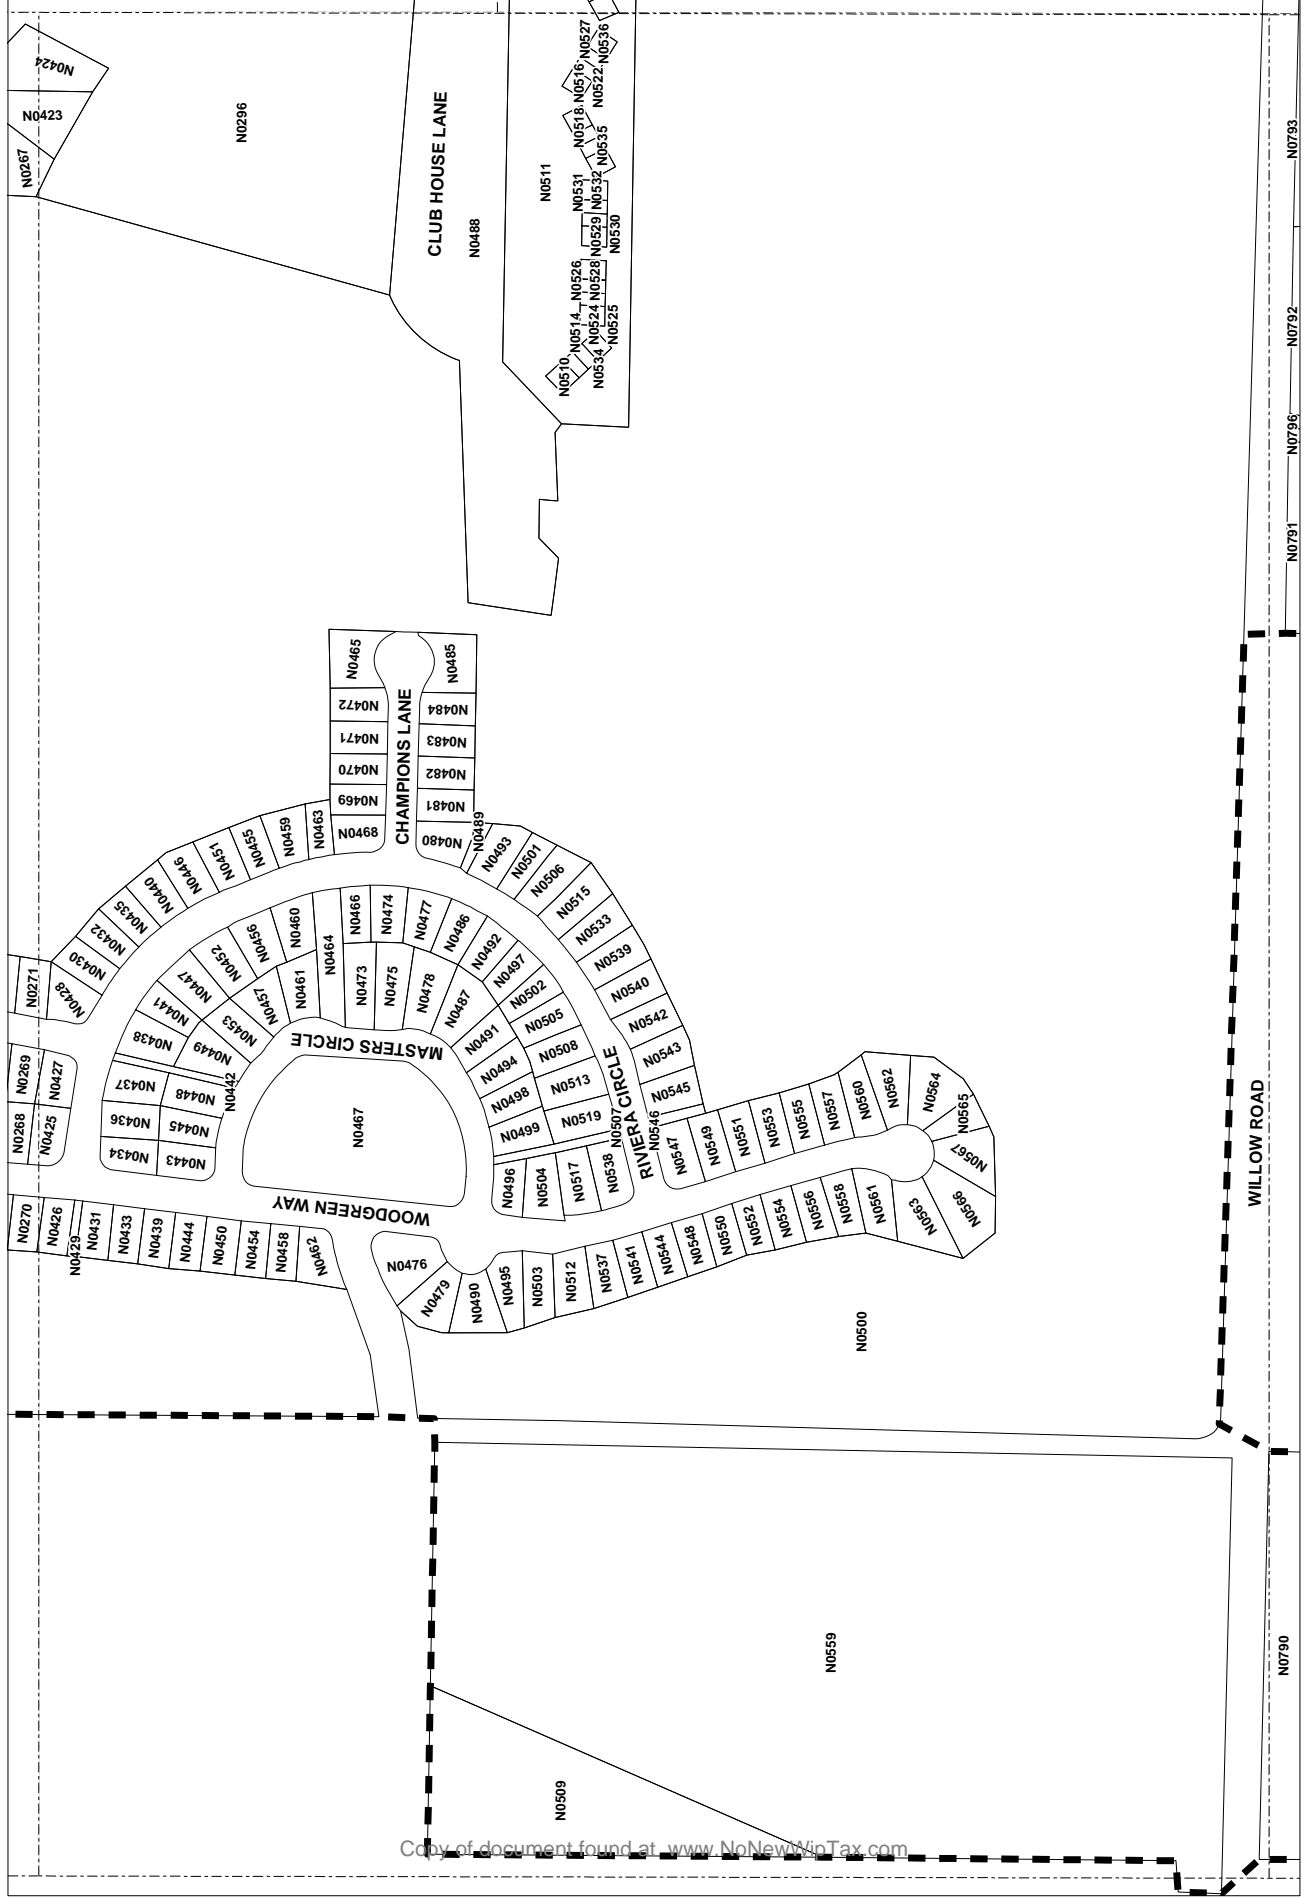 N0424
N0423
N0267
N0296
CLUB HOUSE LANE
N0488
N0511
N0527
N0536
N0516
N0522
N0518
N0535
N0531
N0532
N0529
N0530
N0526
N0528
N0514
N0524
N0525
N0534
N0510
N0793
N0792
N0796
N0791
N0465
N0472
N0471
N0470
N0469
N0468
CHAMPIONS LANE
N0485
N0484
N0483
N0482
N0481
N0480
N0489
N0493
N0501
N0506
N0515
N0533
N0539
N0540
N0542
N0543
N0545
N0546
N0463
N0459
N0455
N0451
N0446
N0440
N0435
N0432
N0430
N0428
N0271
N0269
N0427
N0268
N0425
N0438
N0441
N0447
N0452
N0456
N0460
N0464
N0466
N0474
N0477
N0486
N0492
N0497
N0502
N0505
N0508
N0513
N0519
N0507
N0437
N0436
N0434
N0448
N0445
N0443
N0442
N0449
N0453
N0457
N0461
N0473
N0475
N0478
N0487
N0491
N0494
N0498
N0499
MASTERS CIRCLE
N0467
WOODGREEN WAY
RIVIERA CIRCLE
N0496
N0504
N0517
N0538
N0547
N0549
N0551
N0553
N0555
N0557
N0560
N0562
N0564
N0565
N0567
N0566
N0563
N0561
N0558
N0556
N0554
N0552
N0550
N0548
N0544
N0541
N0537
N0512
N0503
N0495
N0490
N0479
N0476
N0270
N0426
N0429
N0431
N0433
N0439
N0444
N0450
N0454
N0458
N0462
N0500
WILLOW ROAD
N0559
N0790
N0509
Copy of document found at www.NoNewWipTax.com